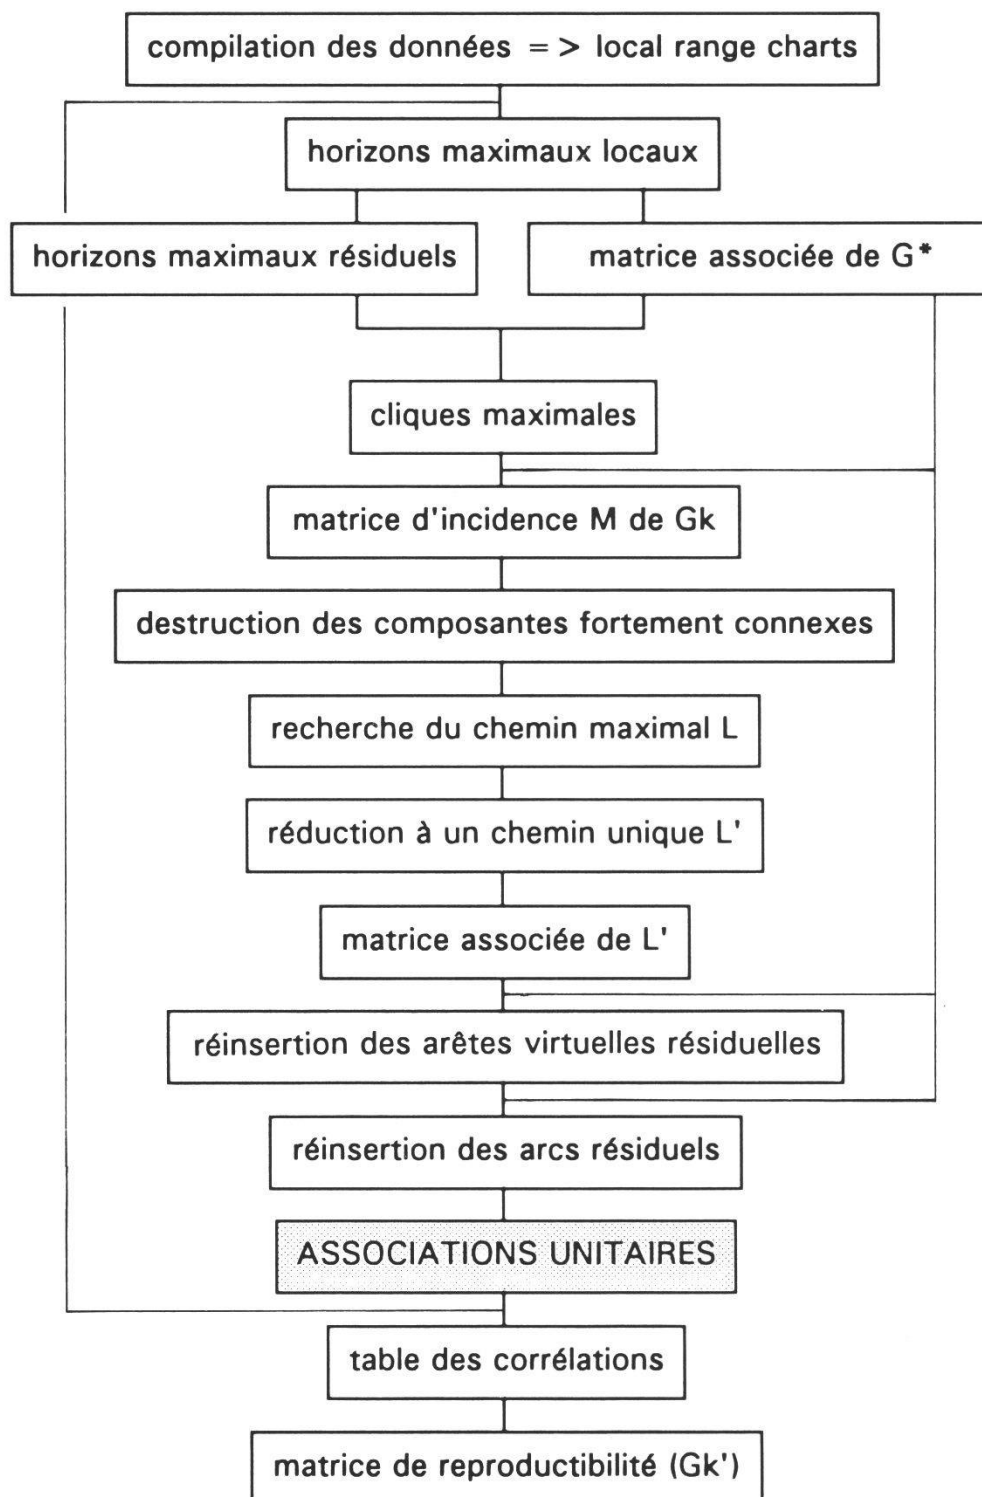 compilation des données = > local range charts
horizons maximaux locaux
horizons maximaux résiduels
matrice associée de G*
cliques maximales
matrice d'incidence M de Gk
destruction des composantes fortement connexes
recherche du chemin maximal L
réduction à un chemin unique L'
matrice associée de L'
réinsertion des arêtes virtuelles résiduelles
réinsertion des arcs résiduels
ASSOCIATIONS UNITAIRES
table des corrélations
matrice de reproductibilité (Gk')